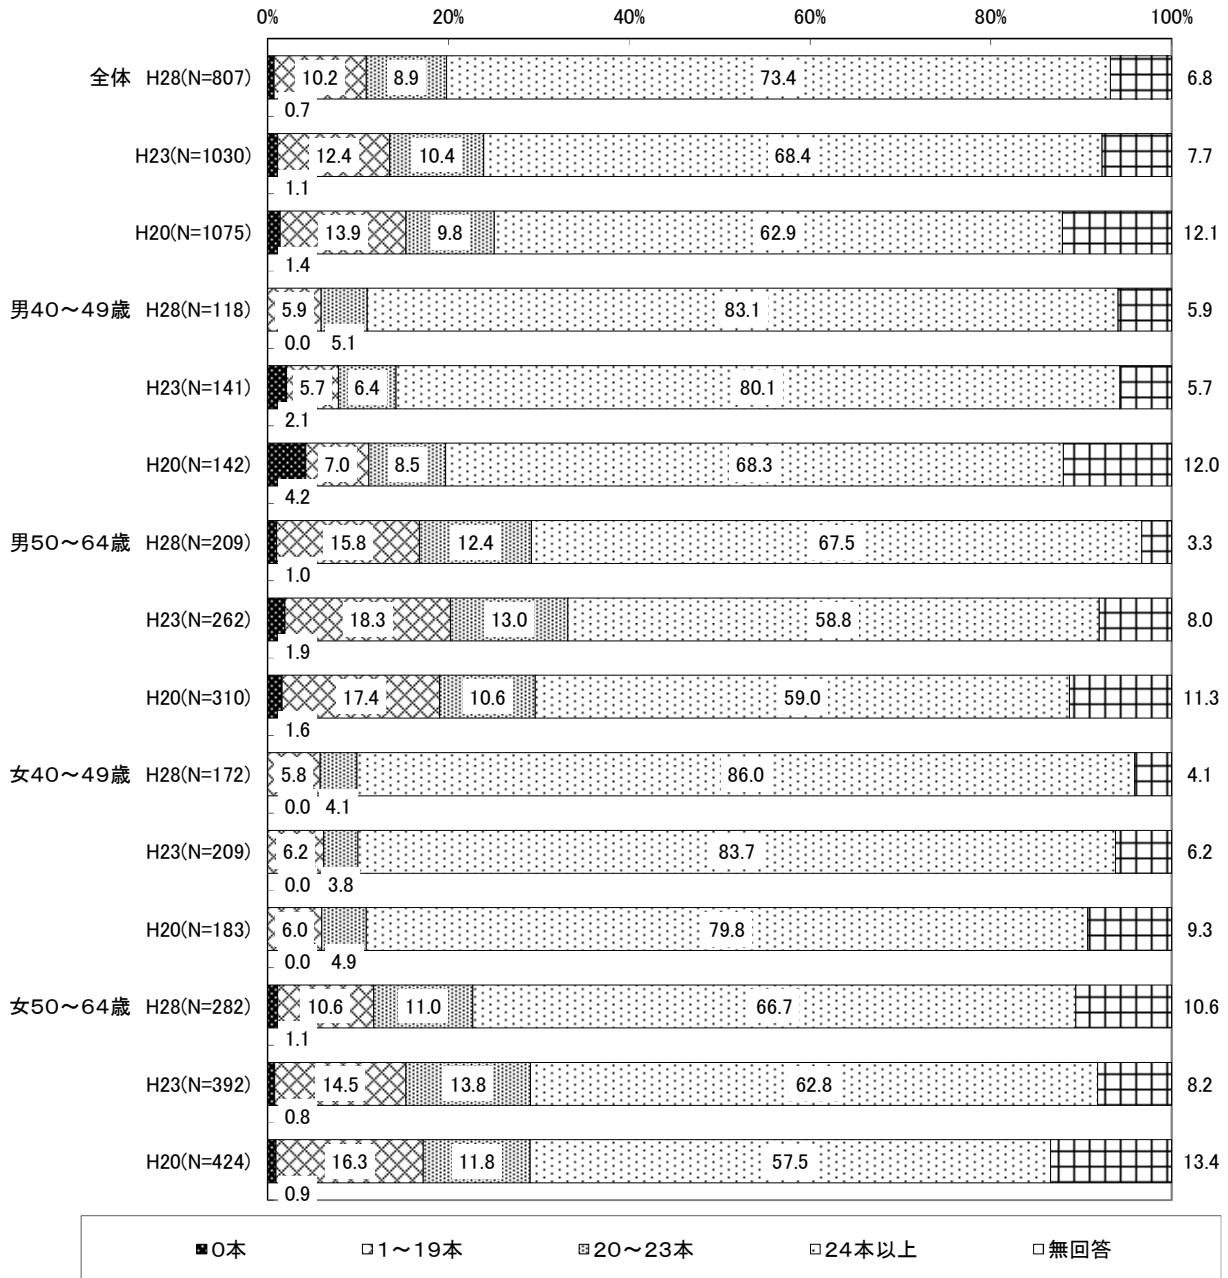 0% 20% 40% 60% 80% 100%
全体 H28(N=807) 10.2 8.9 73.4 6.8
0.7
H23(N=1030) 12.4 10.4 68.4 7.7
1.1
H20(N=1075) 13.9 9.8 62.9 12.1
1.4
男40～49歳 H28(N=118) 5.9 83.1 5.9
0.0 5.1
H23(N=141) 5.7 6.4 80.1 5.7
2.1
H20(N=142) 7.0 8.5 68.3 12.0
4.2
男50～64歳 H28(N=209) 15.8 12.4 67.5 3.3
1.0
H23(N=262) 18.3 13.0 58.8 8.0
1.9
H20(N=310) 17.4 10.6 59.0 11.3
1.6
女40～49歳 H28(N=172) 5.8 86.0 4.1
0.0 4.1
H23(N=209) 6.2 83.7 6.2
0.0 3.8
H20(N=183) 6.0 79.8 9.3
0.0 4.9
女50～64歳 H28(N=282) 10.6 11.0 66.7 10.6
1.1
H23(N=392) 14.5 13.8 62.8 8.2
0.8
H20(N=424) 16.3 11.8 57.5 13.4
0.9
0本 1～19本 20～23本 24本以上 無回答